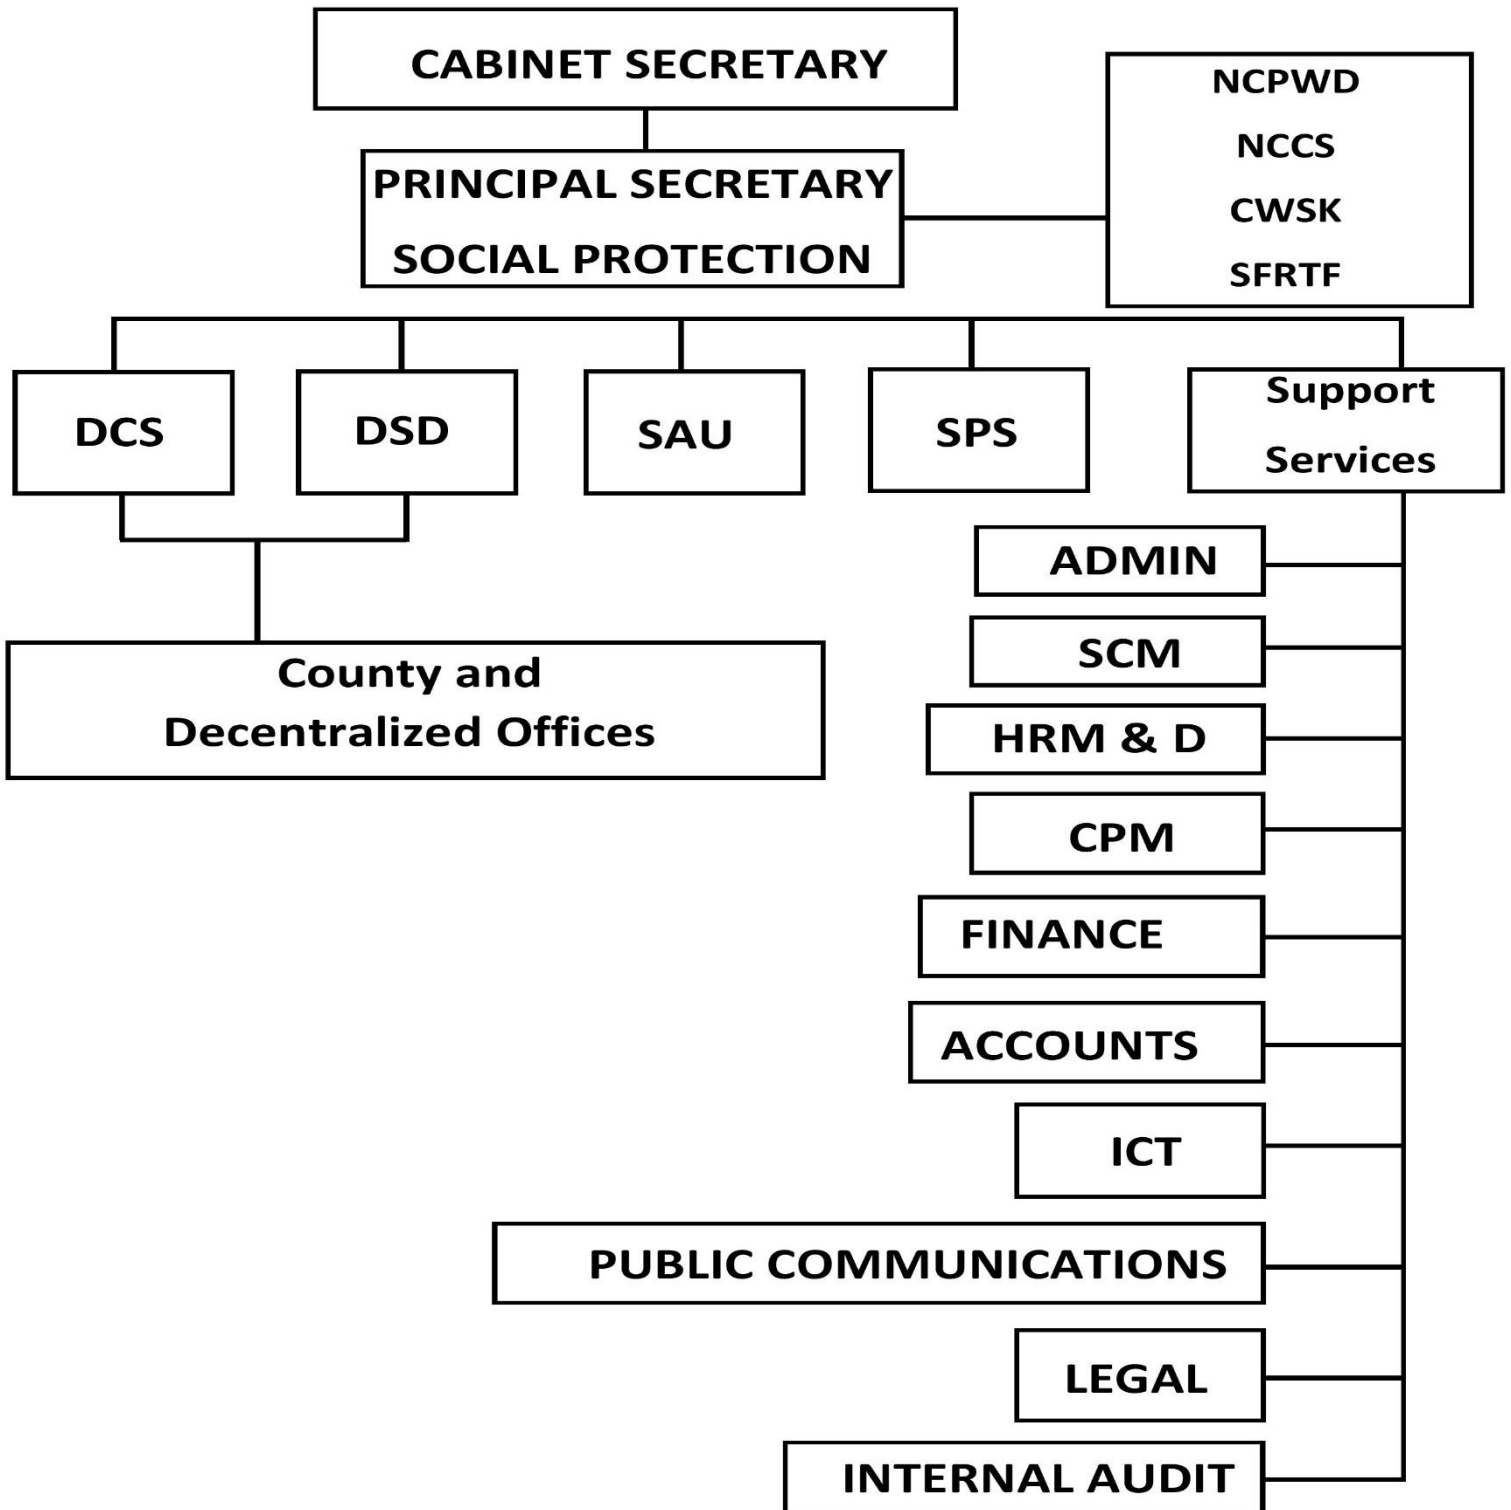 CABINET SECRETARY
PRINCIPAL SECRETARY
SOCIAL PROTECTION
NCPWD
NCCS
CWSK
SFRTF
DCS
DSD
SAU
SPS
Support
Services
County and
Decentralized Offices
ADMIN
SCM
HRM & D
CPM
FINANCE
ACCOUNTS
ICT
PUBLIC COMMUNICATIONS
LEGAL
INTERNAL AUDIT